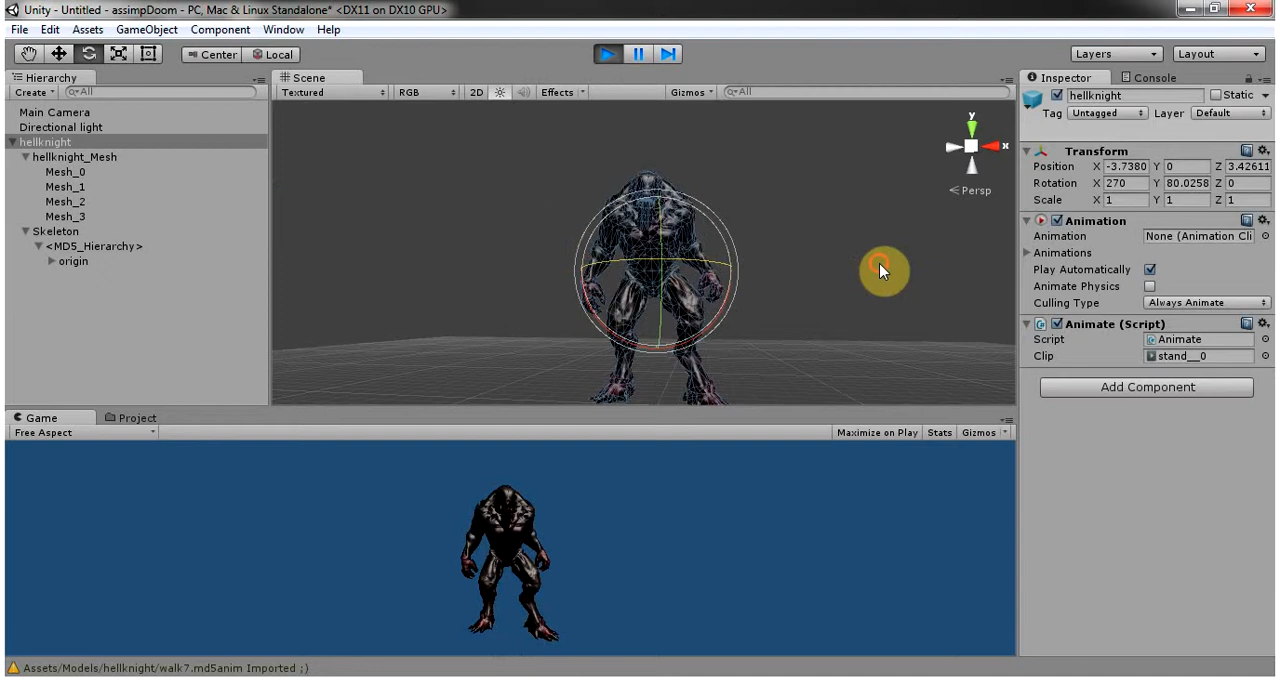 Unity - Untitled - assimpDoom - PC, Mac & Linux Standalone* <DX11 on DX10 GPU>
File Edit Assets GameObject Component Window Help
Center Local Layers Layout
Hierarchy
Create All
Main Camera
Directional light
hellknight
hellknight_Mesh
Mesh_0
Mesh_1
Mesh_2
Mesh_3
Skeleton
<MD5_Hierarchy>
origin
Scene
Textured RGB 2D Effects Gizmos All
y
x
Persp
Inspector Console
hellknight Static
Tag Untagged Layer Default
Transform
Position X -3.7380 Y 0 Z 3.42611
Rotation X 270 Y 80.0258 Z 0
Scale X 1 Y 1 Z 1
Animation
Animation None (Animation Cli
Animations
Play Automatically
Animate Physics
Culling Type Always Animate
Animate (Script)
Script Animate
Clip stand__0
Add Component
Game Project
Free Aspect Maximize on Play Stats Gizmos
Assets/Models/hellknight/walk7.md5anim Imported ;)